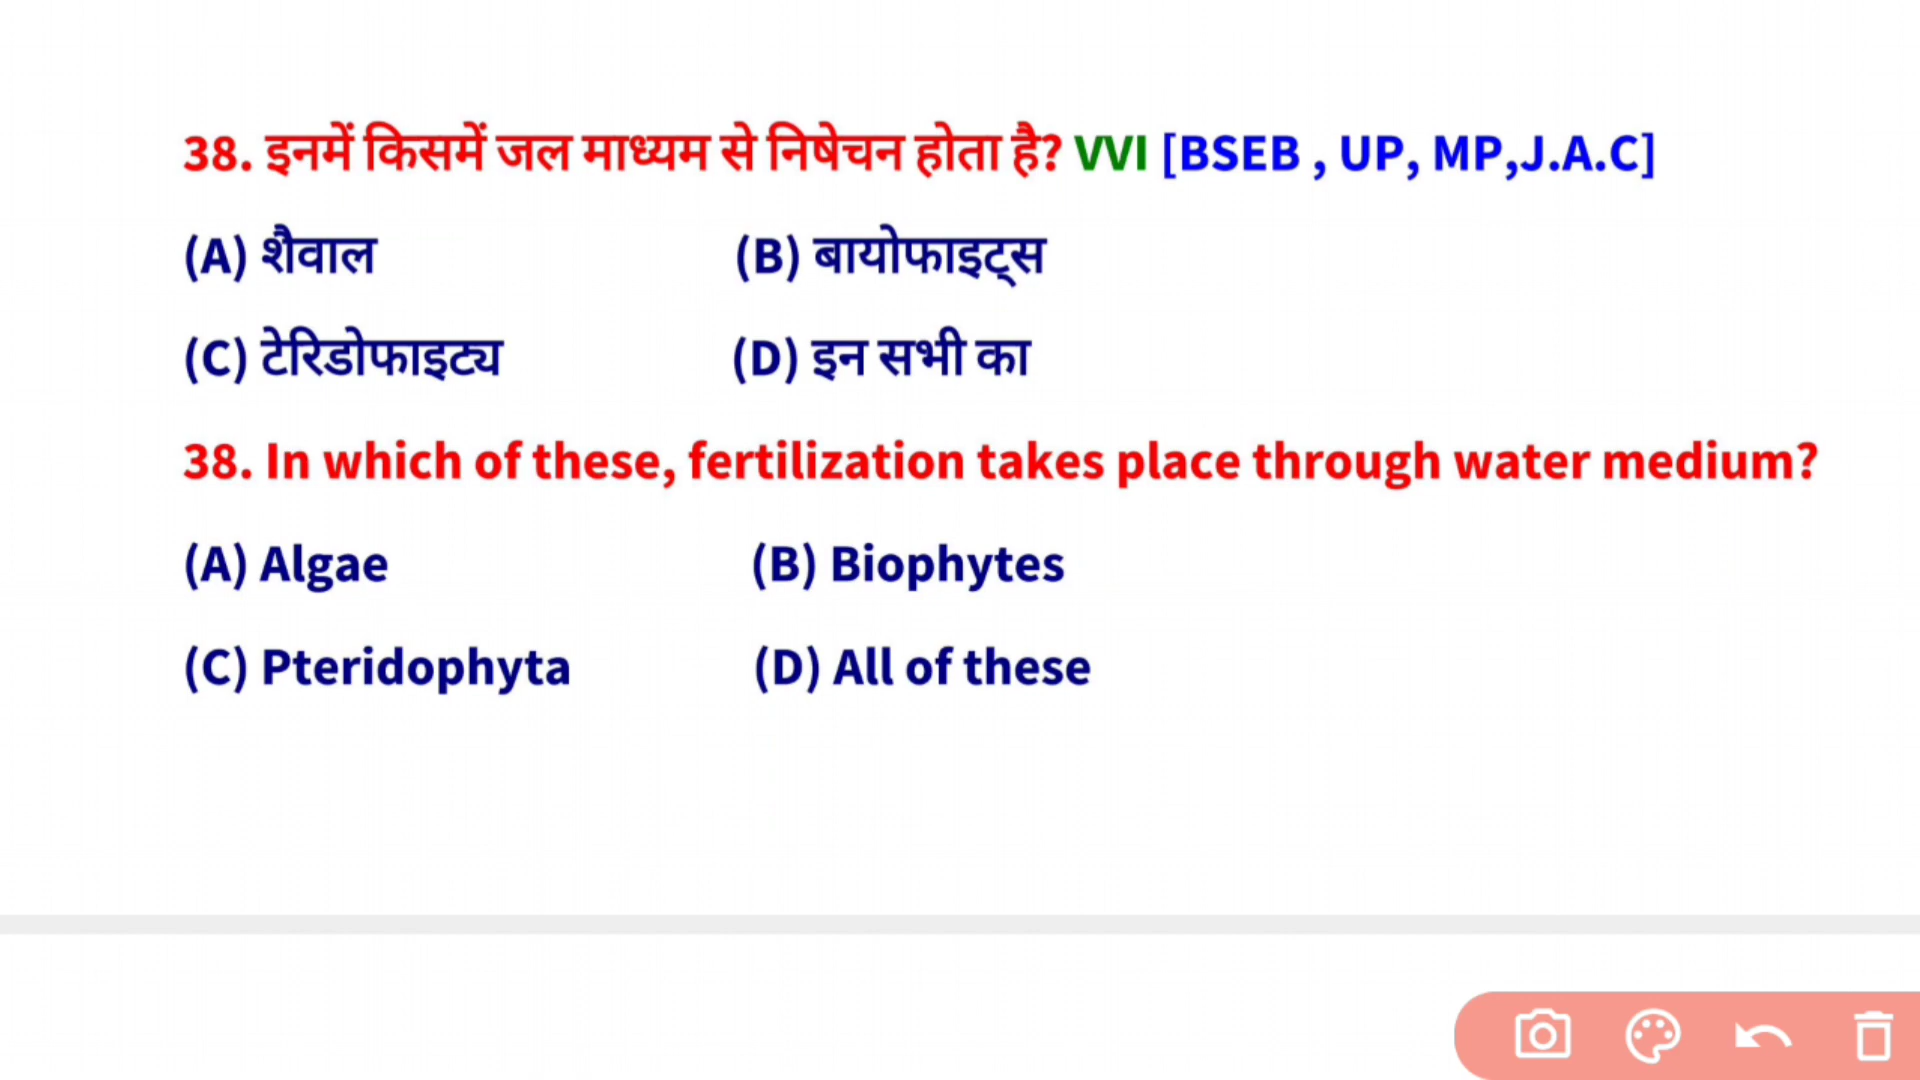 38. इनमें किसमें जल माध्यम से निषेचन होता है? VVI [BSEB , UP, MP,J.A.C]
(A) शैवाल (B) बायोफाइट्स
(C) टेरिडोफाइट्य (D) इन सभी का
38. In which of these, fertilization takes place through water medium?
(A) Algae (B) Biophytes
(C) Pteridophyta (D) All of these